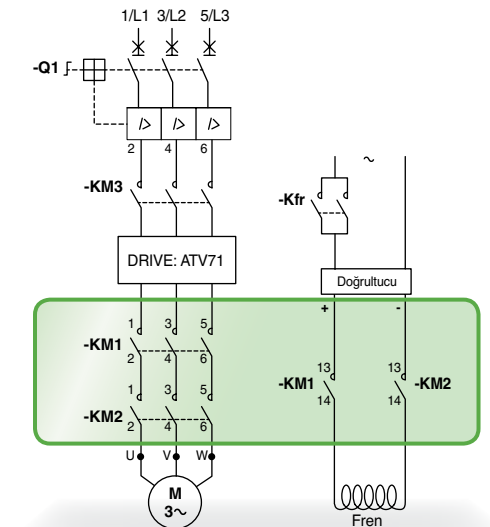 1/L1 3/L2 5/L3
-Q1
I> I> I>
2 4 6
-KM3
~
-Kfr
DRIVE: ATV71
Doğrultucu
+ -
1 3 5
-KM1
2 4 6
13 13
-KM1 -KM2
14 14
1 3 5
-KM2
2 4 6
U V W
M
3~
Fren